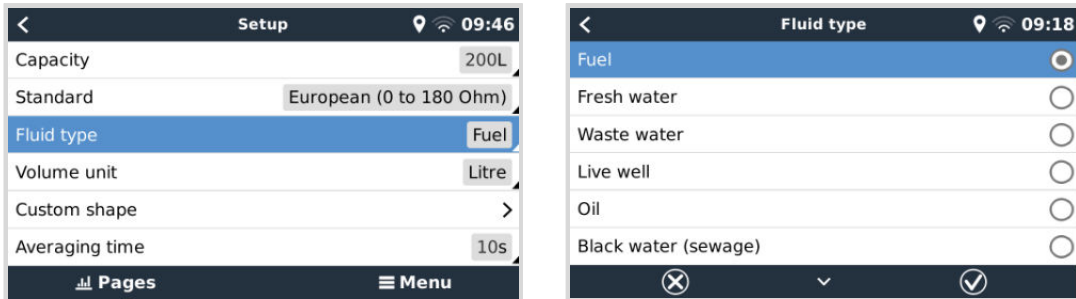 Setup 09:46
Capacity 200L
Standard European (0 to 180 Ohm)
Fluid type Fuel
Volume unit Litre
Custom shape
Averaging time 10s
Pages Menu
Fluid type 09:18
Fuel
Fresh water
Waste water
Live well
Oil
Black water (sewage)